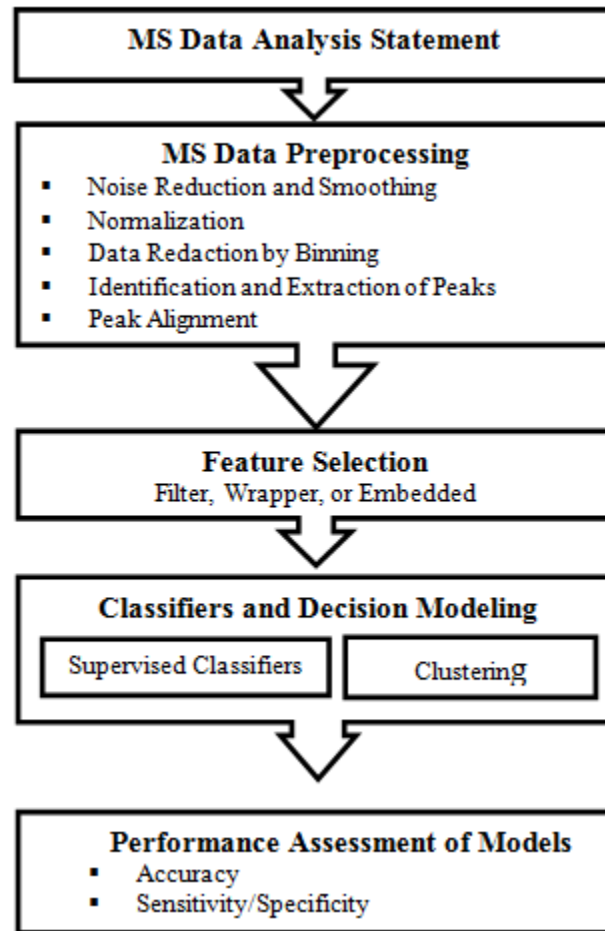 MS Data Analysis Statement
MS Data Preprocessing
▪ Noise Reduction and Smoothing
▪ Normalization
▪ Data Redaction by Binning
▪ Identification and Extraction of Peaks
▪ Peak Alignment
Feature Selection
Filter, Wrapper, or Embedded
Classifiers and Decision Modeling
Supervised Classifiers
Clustering
Performance Assessment of Models
▪ Accuracy
▪ Sensitivity/Specificity